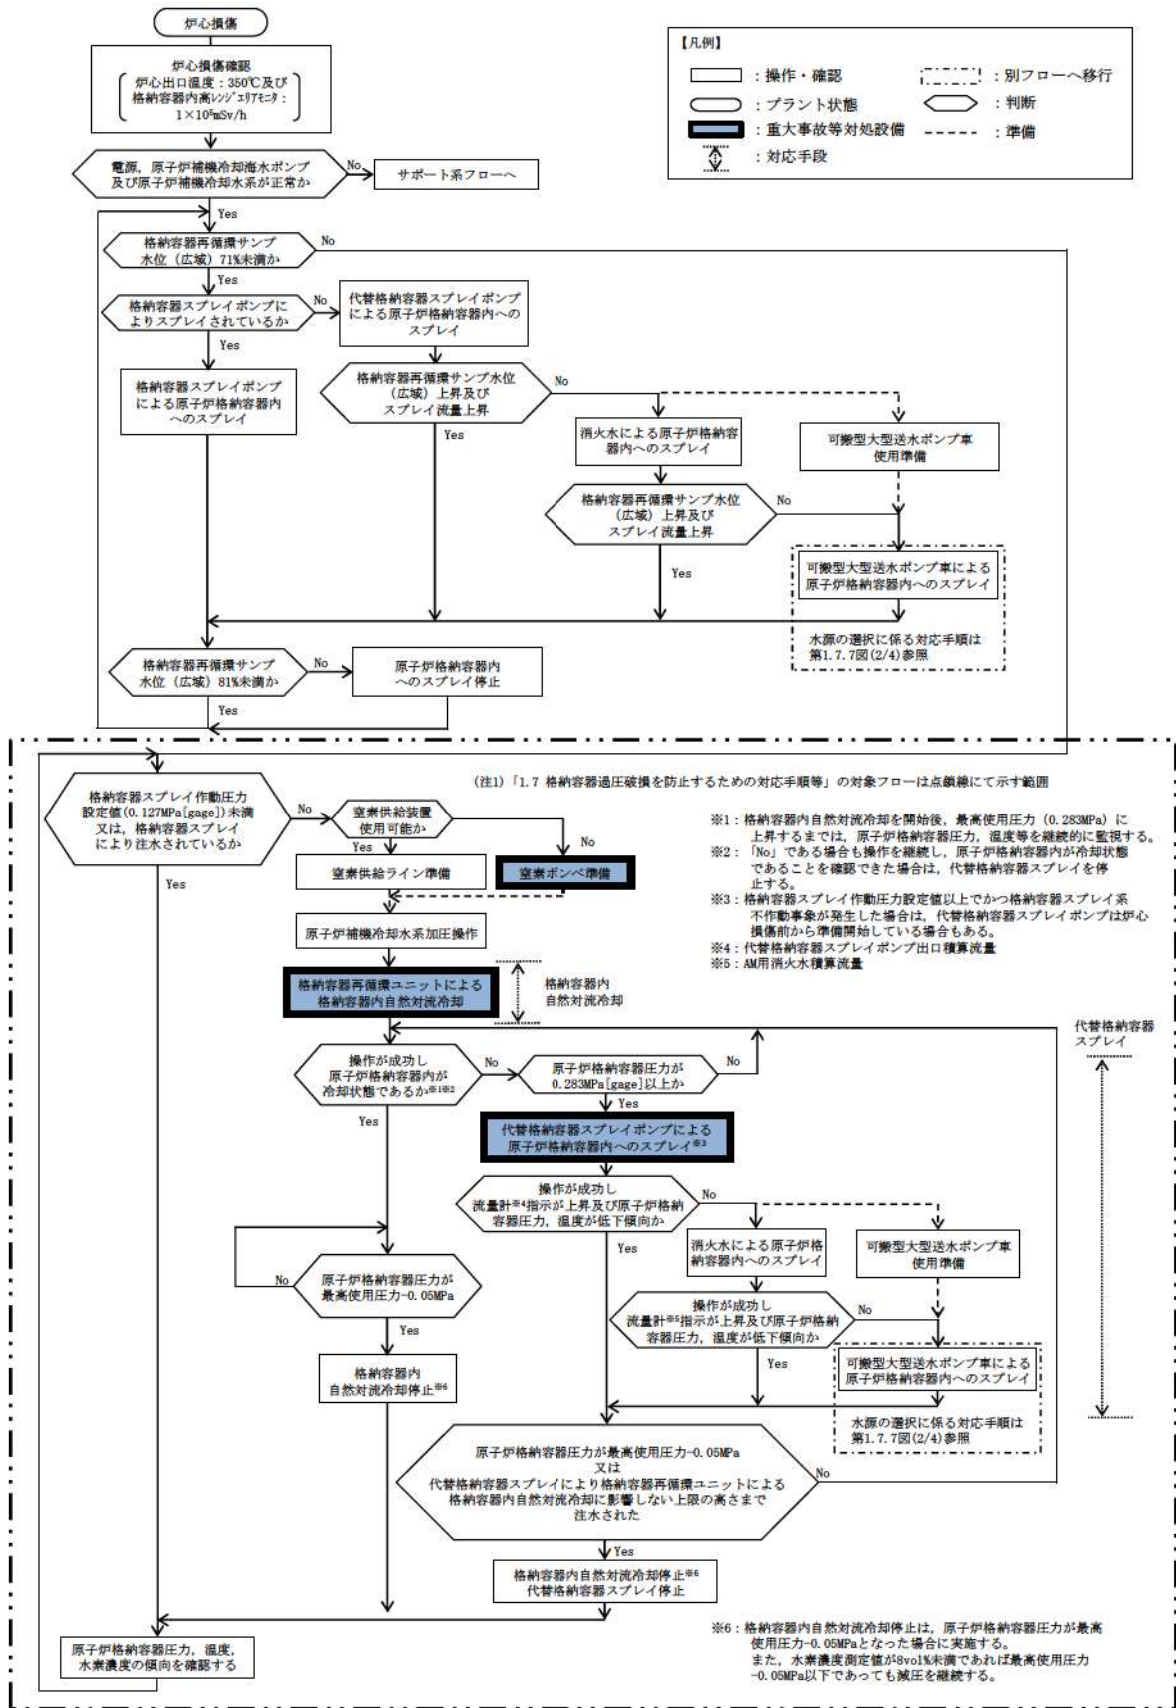 炉心損傷
炉心損傷確認
炉心出口温度：350℃及び
格納容器内高ﾚﾝｼﾞｴﾘｱﾓﾆﾀ：
1×10⁵mSv/h
【凡例】
：操作・確認
：別フローへ移行
：プラント状態
：判断
：重大事故等対処設備
：準備
：対応手段
電源，原子炉補機冷却海水ポンプ
及び原子炉補機冷却水系が正常か
No
サポート系フローへ
Yes
格納容器再循環サンプ
水位（広域）71%未満か
No
Yes
格納容器スプレイポンプに
よりスプレイされているか
No
代替格納容器スプレイポンプ
による原子炉格納容器内への
スプレイ
Yes
格納容器スプレイポンプ
による原子炉格納容器内
へのスプレイ
格納容器再循環サンプ水位
（広域）上昇及び
スプレイ流量上昇
No
Yes
消火水による原子炉格納容
器内へのスプレイ
可搬型大型送水ポンプ車
使用準備
格納容器再循環サンプ水位
（広域）上昇及び
スプレイ流量上昇
No
Yes
可搬型大型送水ポンプ車による
原子炉格納容器内へのスプレイ
水源の選択に係る対応手順は
第1.7.7図(2/4)参照
格納容器再循環サンプ
水位（広域）81%未満か
No
原子炉格納容器内
へのスプレイ停止
Yes
(注1)「1.7 格納容器過圧破損を防止するための対応手順等」の対象フローは点鎖線にて示す範囲
格納容器スプレイ作動圧力
設定値(0.127MPa[gage])未満
又は，格納容器スプレイ
により注水されているか
No
窒素供給装置
使用可能か
Yes
No
Yes
窒素供給ライン準備
窒素ボンベ準備
原子炉補機冷却水系加圧操作
格納容器再循環ユニットによる
格納容器内自然対流冷却
格納容器内
自然対流冷却
※1：格納容器内自然対流冷却を開始後，最高使用圧力（0.283MPa）に
上昇するまでは，原子炉格納容器圧力，温度等を継続的に監視する。
※2：「No」である場合も操作を継続し，原子炉格納容器内が冷却状態
であることを確認できた場合は，代替格納容器スプレイを停
止する。
※3：格納容器スプレイ作動圧力設定値以上でかつ格納容器スプレイ系
不作動事象が発生した場合は，代替格納容器スプレイポンプは炉心
損傷前から準備開始している場合もある。
※4：代替格納容器スプレイポンプ出口積算流量
※5：AM用消火水積算流量
代替格納容器
スプレイ
操作が成功し
原子炉格納容器内が
冷却状態であるか※1※2
No
原子炉格納容器圧力が
0.283MPa[gage]以上か
No
Yes
Yes
代替格納容器スプレイポンプによる
原子炉格納容器内へのスプレイ※3
操作が成功し
流量計※4指示が上昇及び原子炉格納
容器圧力，温度が低下傾向か
No
Yes
消火水による原子炉格
納容器内へのスプレイ
可搬型大型送水ポンプ車
使用準備
原子炉格納容器圧力が
最高使用圧力-0.05MPa
No
Yes
操作が成功し
流量計※5指示が上昇及び原子炉格納
容器圧力，温度が低下傾向か
No
Yes
可搬型大型送水ポンプ車による
原子炉格納容器内へのスプレイ
水源の選択に係る対応手順は
第1.7.7図(2/4)参照
格納容器内
自然対流冷却停止※6
原子炉格納容器圧力が最高使用圧力-0.05MPa
又は
代替格納容器スプレイにより格納容器再循環ユニットによる
格納容器内自然対流冷却に影響しない上限の高さまで
注水された
No
Yes
格納容器内自然対流冷却停止※6
代替格納容器スプレイ停止
原子炉格納容器圧力，温度，
水素濃度の傾向を確認する
※6：格納容器内自然対流冷却停止は，原子炉格納容器圧力が最高
使用圧力-0.05MPaとなった場合に実施する。
また，水素濃度測定値が8vol%未満であれば最高使用圧力
-0.05MPa以下であっても減圧を継続する。